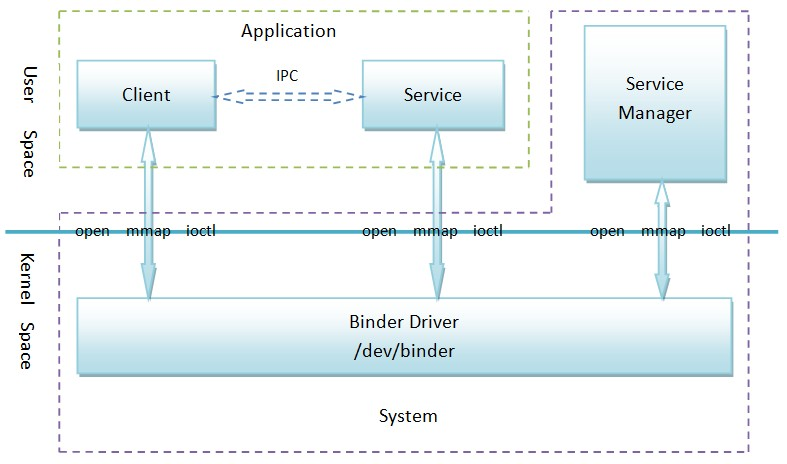 Application
User Space
Client
IPC
Service
Service
Manager
open mmap ioctl
open mmap ioctl
open mmap ioctl
Kernel Space
Binder Driver
/dev/binder
System